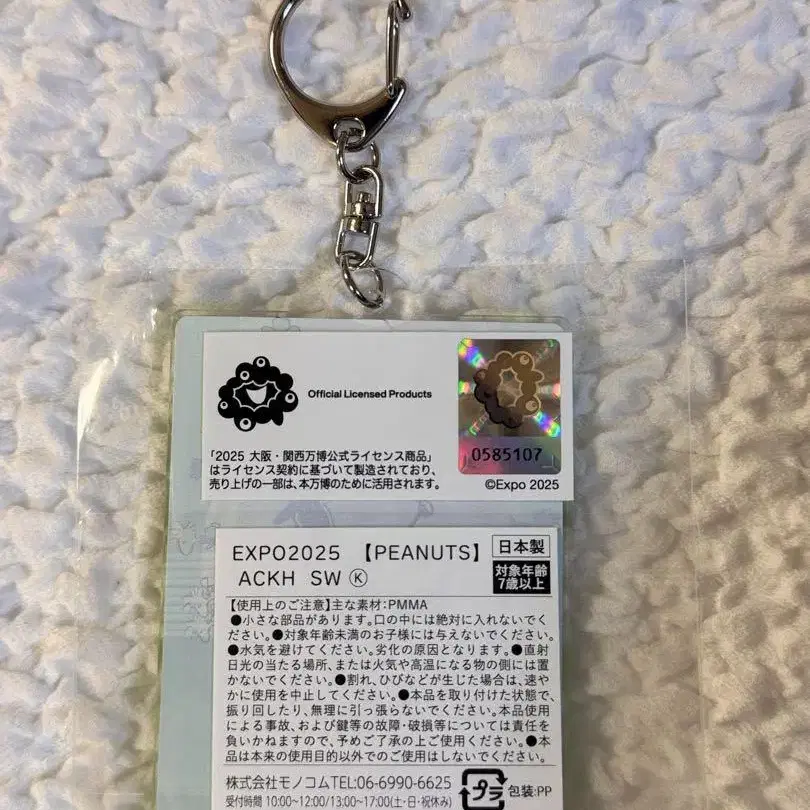 Official Licensed Products
0585107
「2025 大阪・関西万博公式ライセンス商品」
はライセンス契約に基づいて製造されており、
売り上げの一部は、本万博のために活用されます。
©Expo 2025
EXPO2025 【PEANUTS】
日本製
ACKH SW Ⓚ
対象年齢
7歳以上
【使用上のご注意】主な素材:PMMA
●小さな部品があります。口の中には絶対に入れないでく
ださい。●対象年齢未満のお子様には与えないでください。
●水気を避けてください。劣化の原因となります。●直射
日光の当たる場所、または火気や高温になる物の側には置
かないでください。●割れ、ひびなどが生じた場合は、速や
かに使用を中止してください。●本品を取り付けた状態で、
振り回したり、無理に引っ張らないでください。本品使用
による事故、および鍵等の故障・破損等については責任を
負いかねますので、予めご了承の上ご使用ください。●本
品は本来の使用目的以外でのご使用はしないでください。
株式会社モノコムTEL:06-6990-6625
受付時間 10:00~12:00/13:00~17:00(土・日・祝休み)
プラ
包装:PP